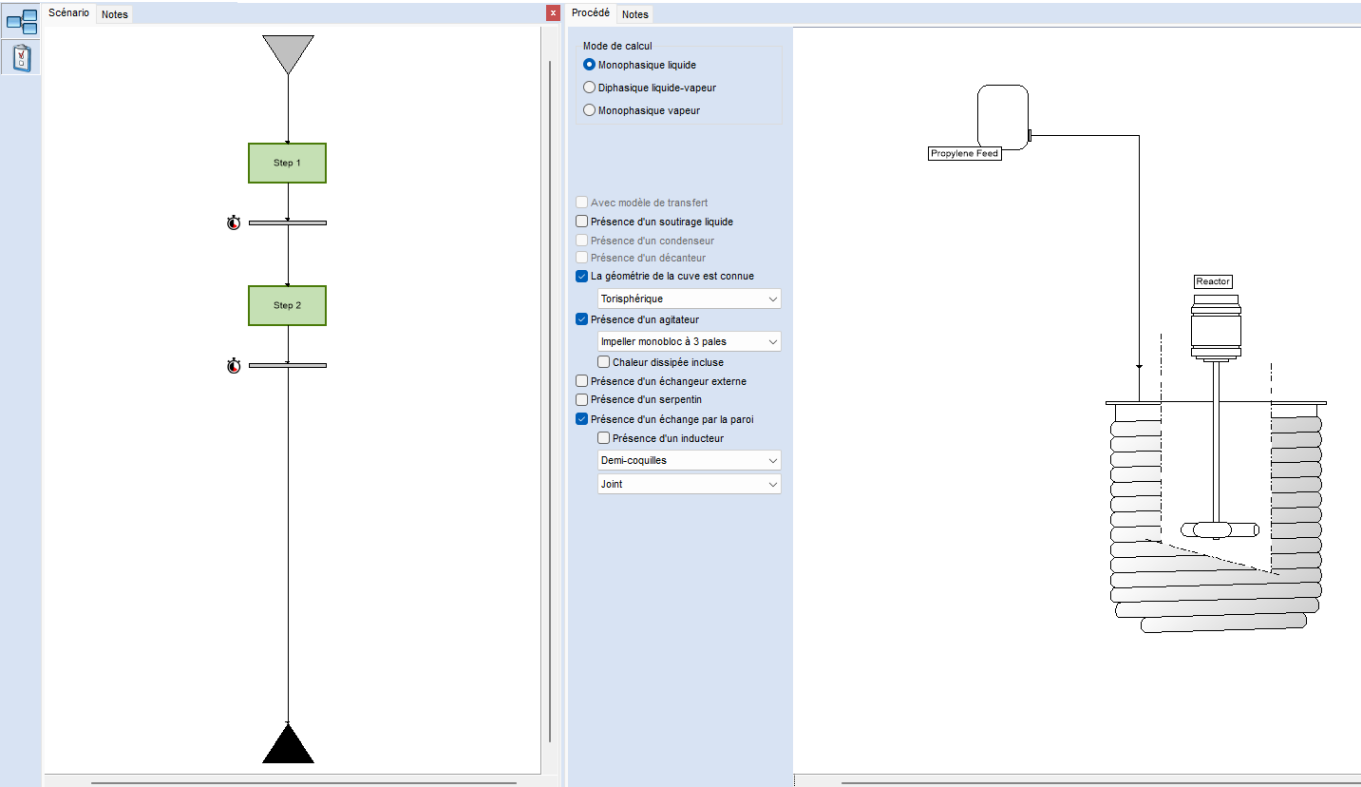 Scénario
Notes
x
Step 1
Step 2
Procédé
Notes
Mode de calcul
Monophasique liquide
Diphasique liquide-vapeur
Monophasique vapeur
Avec modèle de transfert
Présence d'un soutirage liquide
Présence d'un condenseur
Présence d'un décanteur
La géométrie de la cuve est connue
Torisphérique
Présence d'un agitateur
Impeller monobloc à 3 pales
Chaleur dissipée incluse
Présence d'un échangeur externe
Présence d'un serpentin
Présence d'un échange par la paroi
Présence d'un inducteur
Demi-coquilles
Joint
Propylene Feed
Reactor